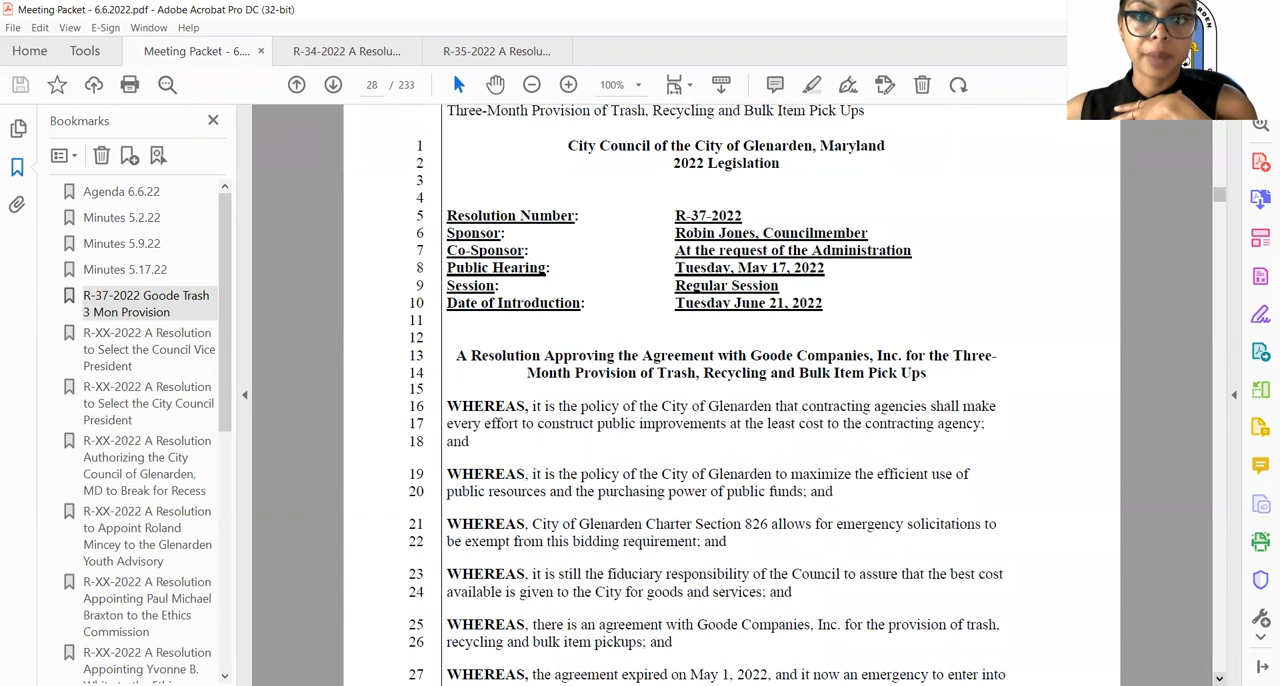 Meeting Packet - 6.6.2022.pdf - Adobe Acrobat Pro DC (32-bit)
File Edit View E-Sign Window Help
Home Tools Meeting Packet - 6.... × R-34-2022 A Resolu... R-35-2022 A Resolu...
28 / 233 100%
Bookmarks
Agenda 6.6.22
Minutes 5.2.22
Minutes 5.9.22
Minutes 5.17.22
R-37-2022 Goode Trash
3 Mon Provision
R-XX-2022 A Resolution
to Select the Council Vice
President
R-XX-2022 A Resolution
to Select the City Council
President
R-XX-2022 A Resolution
Authorizing the City
Council of Glenarden,
MD to Break for Recess
R-XX-2022 A Resolution
to Appoint Roland
Mincey to the Glenarden
Youth Advisory
R-XX-2022 A Resolution
Appointing Paul Michael
Braxton to the Ethics
Commission
R-XX-2022 A Resolution
Appointing Yvonne B.
Three-Month Provision of Trash, Recycling and Bulk Item Pick Ups
1 City Council of the City of Glenarden, Maryland
2 2022 Legislation
3
4
5 Resolution Number: R-37-2022
6 Sponsor: Robin Jones, Councilmember
7 Co-Sponsor: At the request of the Administration
8 Public Hearing: Tuesday, May 17, 2022
9 Session: Regular Session
10 Date of Introduction: Tuesday June 21, 2022
11
12
13 A Resolution Approving the Agreement with Goode Companies, Inc. for the Three-
14 Month Provision of Trash, Recycling and Bulk Item Pick Ups
15
16 WHEREAS, it is the policy of the City of Glenarden that contracting agencies shall make
17 every effort to construct public improvements at the least cost to the contracting agency;
18 and
19 WHEREAS, it is the policy of the City of Glenarden to maximize the efficient use of
20 public resources and the purchasing power of public funds; and
21 WHEREAS, City of Glenarden Charter Section 826 allows for emergency solicitations to
22 be exempt from this bidding requirement; and
23 WHEREAS, it is still the fiduciary responsibility of the Council to assure that the best cost
24 available is given to the City for goods and services; and
25 WHEREAS, there is an agreement with Goode Companies, Inc. for the provision of trash,
26 recycling and bulk item pickups; and
27 WHEREAS, the agreement expired on May 1, 2022, and it now an emergency to enter into